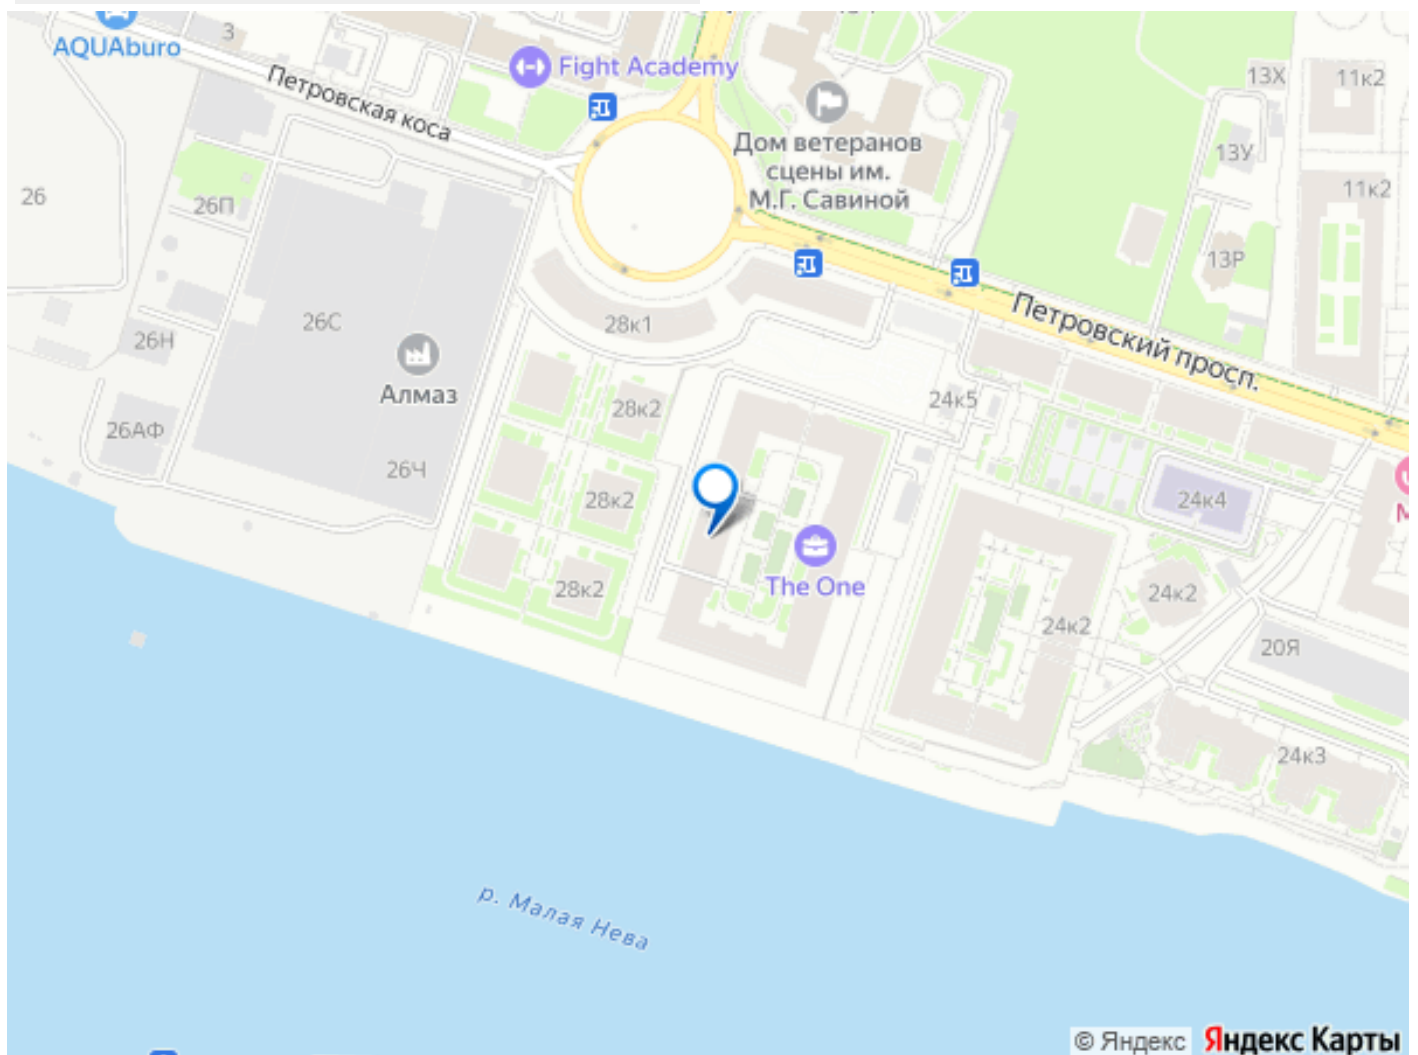 AQUAburo
3
Петровская коса
Fight Academy
Дом ветеранов
сцены им.
М.Г. Савиной
13Х
11к2
13У
11к2
13Р
26
26П
26С
26Н
Алмаз
26АФ
26Ч
28к1
Петровский просп.
28к2
24к5
28к2
24к4
The One
28к2
24к2
24к2
20Я
24к3
р. Малая Нева
© Яндекс Яндекс Карты